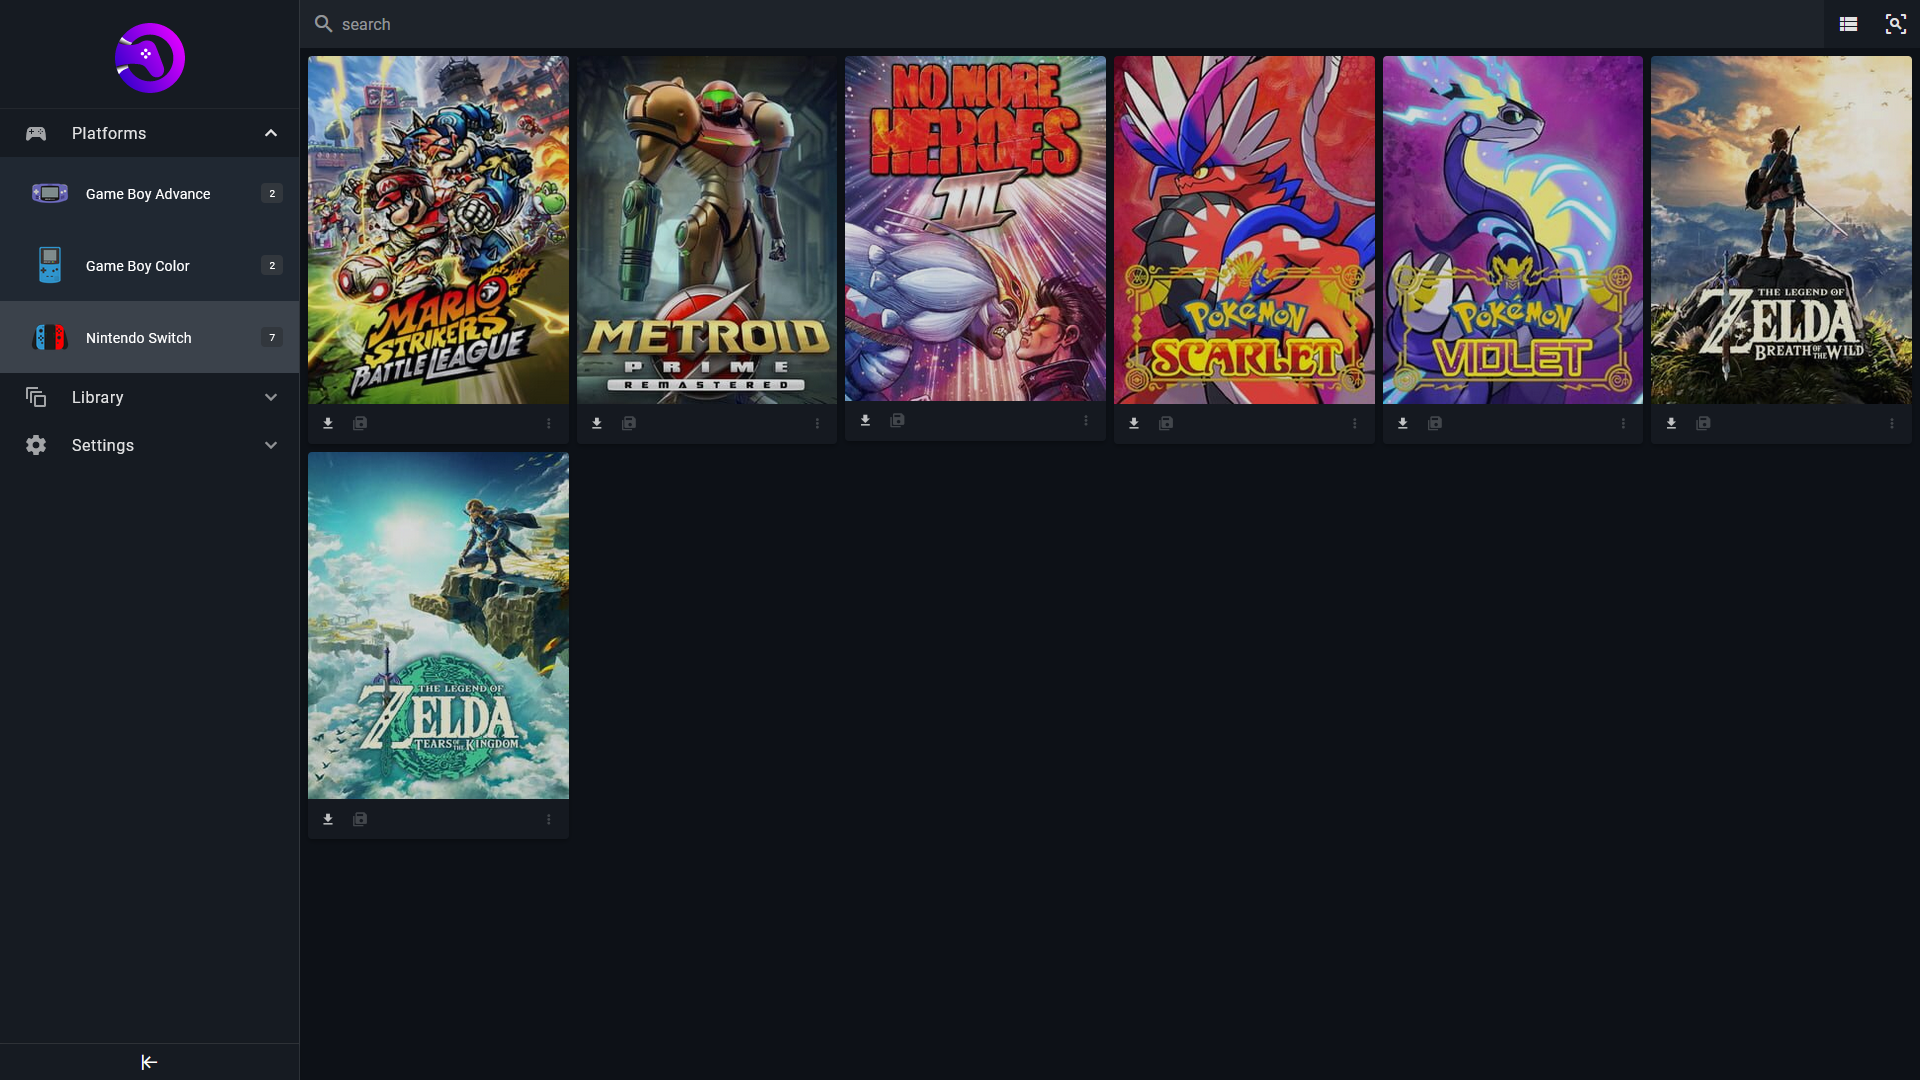 search
Platforms
Game Boy Advance
2
Game Boy Color
2
Nintendo Switch
7
Library
Settings
MARIO
STRIKERS
BATTLE LEAGUE
METROID
PRIME
REMASTERED
NO MORE
HEROES
III
POKéMON
SCARLET
POKéMON
VIOLET
THE LEGEND OF
ZELDA
BREATH OF THE WILD
THE LEGEND OF
ZELDA
TEARS OF THE KINGDOM